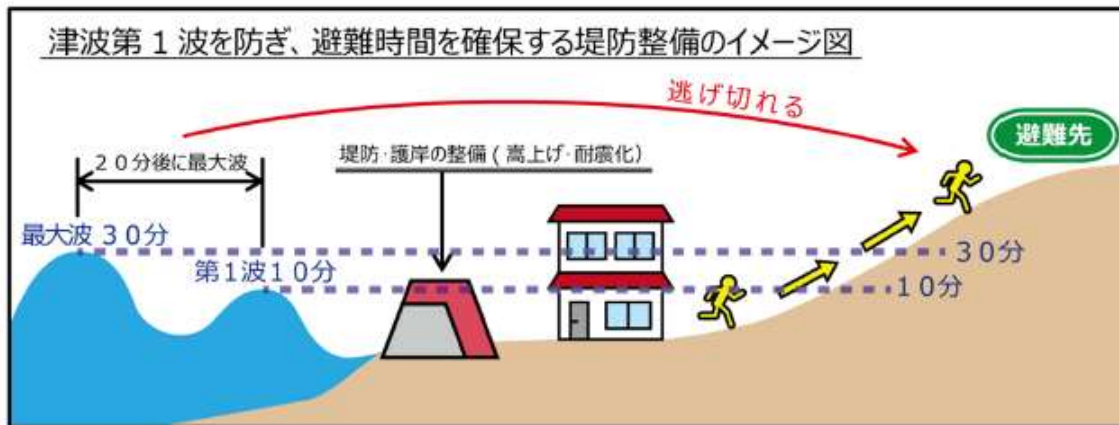 津波第1波を防ぎ、避難時間を確保する堤防整備のイメージ図
逃げ切れる
避難先
20分後に最大波
堤防･護岸の整備(嵩上げ･耐震化)
最大波30分
30分
第1波10分
10分